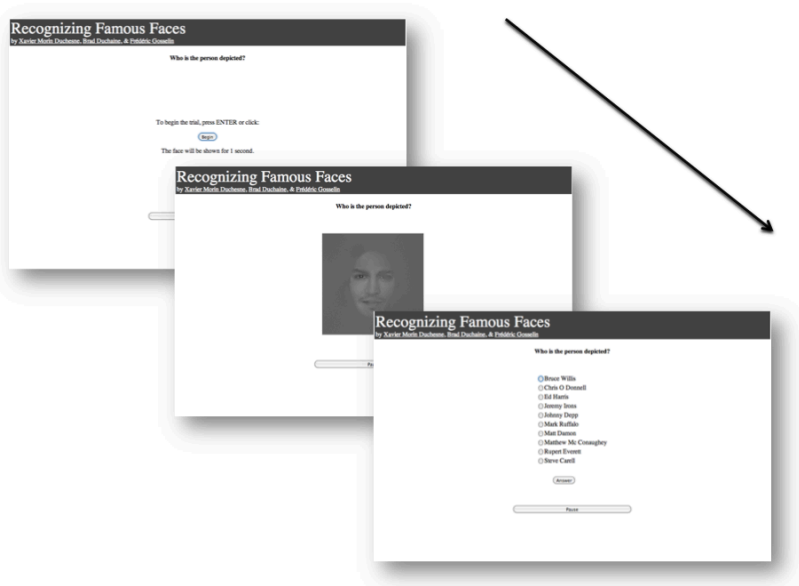 Recognizing Famous Faces
by Xavier Morin Duchesne, Brad Duchaine, & Frédéric Gosselin
Who is the person depicted?
To begin the trial, press ENTER or click:
Begin
The face will be shown for 1 second.
Recognizing Famous Faces
by Xavier Morin Duchesne, Brad Duchaine, & Frédéric Gosselin
Who is the person depicted?
Pa
Recognizing Famous Faces
by Xavier Morin Duchesne, Brad Duchaine, & Frédéric Gosselin
Who is the person depicted?
Bruce Willis
Chris O Donnell
Ed Harris
Jeremy Irons
Johnny Depp
Mark Ruffalo
Matt Damon
Matthew Mc Conaughey
Rupert Everett
Steve Carell
Answer
Pause